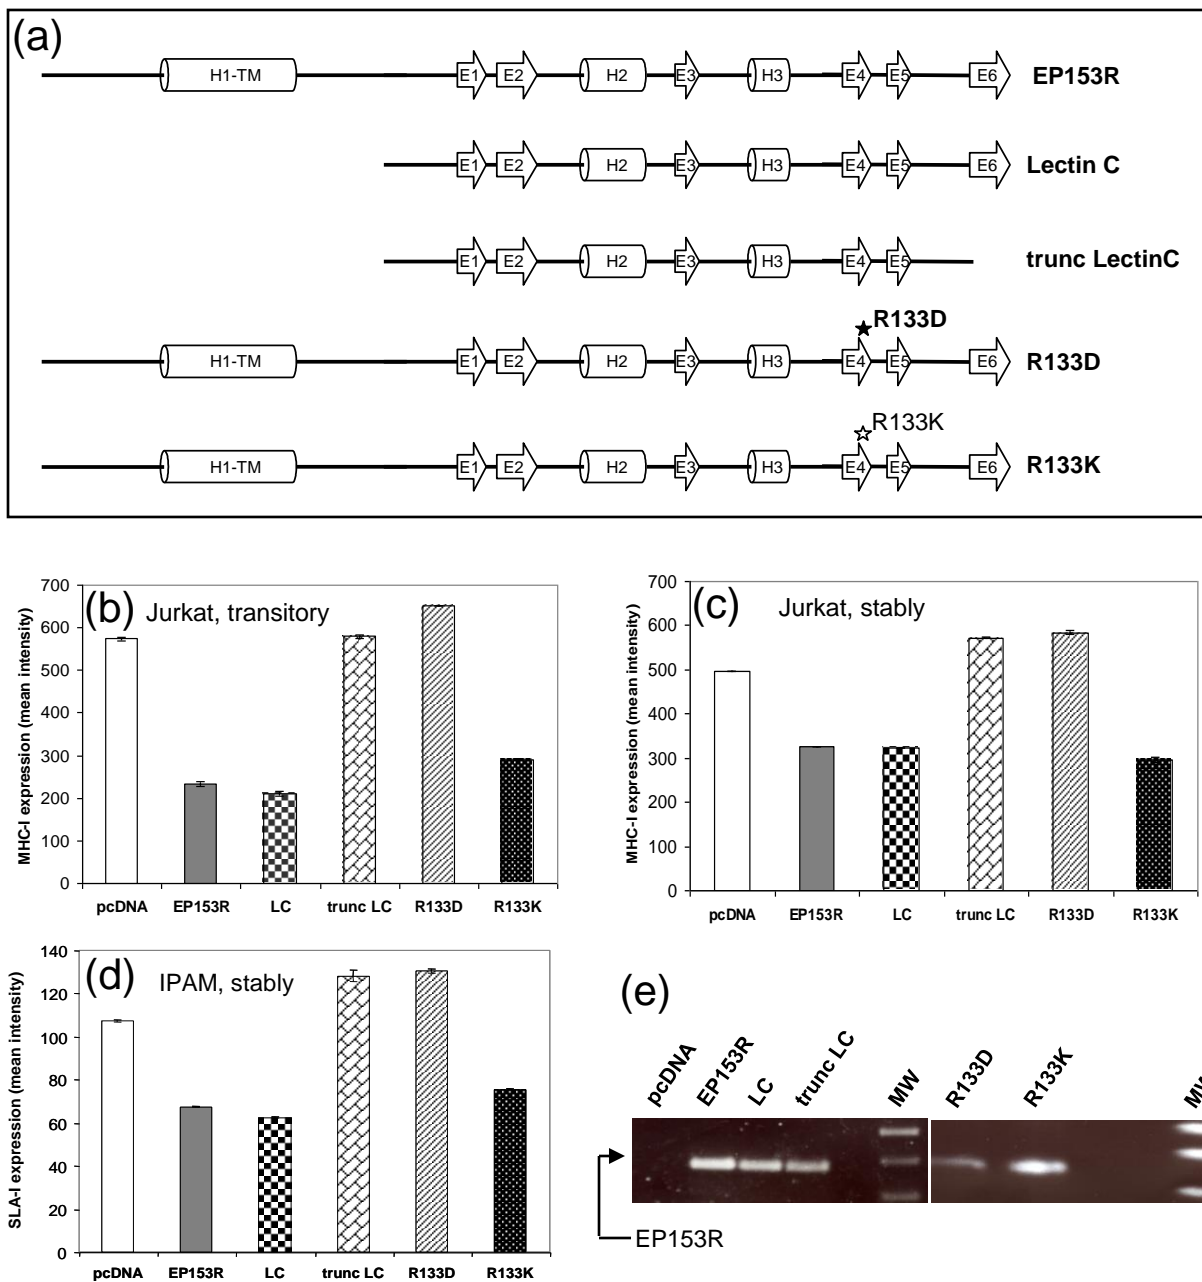 (a)
H1-TM E1 E2 H2 E3 H3 E4 E5 E6 EP153R
E1 E2 H2 E3 H3 E4 E5 E6 Lectin C
E1 E2 H2 E3 H3 E4 E5 trunc LectinC
R133D
H1-TM E1 E2 H2 E3 H3 E4 E5 E6 R133D
R133K
H1-TM E1 E2 H2 E3 H3 E4 E5 E6 R133K
(b) Jurkat, transitory
MHC-I expression (mean intensity)
700
600
500
400
300
200
100
0
pcDNA EP153R LC trunc LC R133D R133K
(c) Jurkat, stably
MHC-I expression (mean intensity)
700
600
500
400
300
200
100
0
pcDNA EP153R LC trunc LC R133D R133K
(d) IPAM, stably
SLA-I expression (mean intensity)
140
120
100
80
60
40
20
0
pcDNA EP153R LC trunc LC R133D R133K
(e)
pcDNA EP153R LC trunc LC MW R133D R133K MW
EP153R